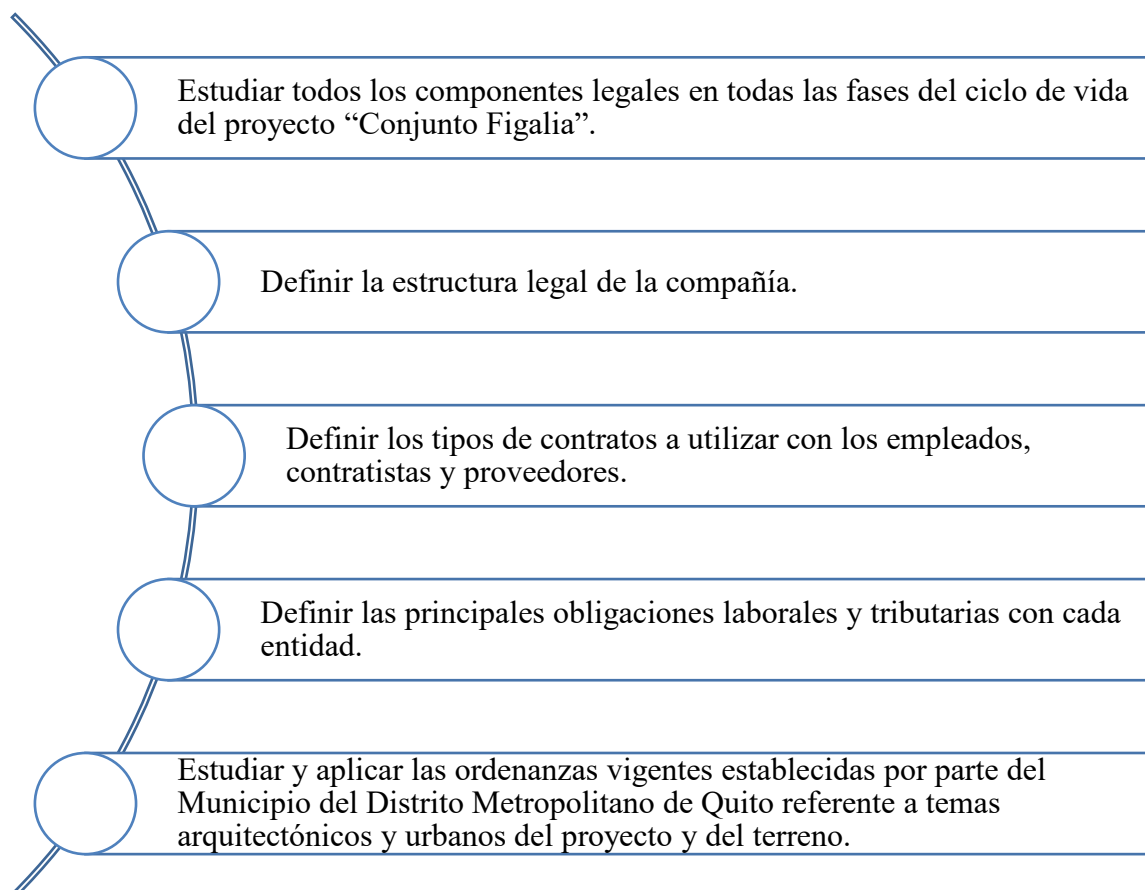 Estudiar todos los componentes legales en todas las fases del ciclo de vida
del proyecto “Conjunto Figalia”.
Definir la estructura legal de la compañía.
Definir los tipos de contratos a utilizar con los empleados,
contratistas y proveedores.
Definir las principales obligaciones laborales y tributarias con cada
entidad.
Estudiar y aplicar las ordenanzas vigentes establecidas por parte del
Municipio del Distrito Metropolitano de Quito referente a temas
arquitectónicos y urbanos del proyecto y del terreno.